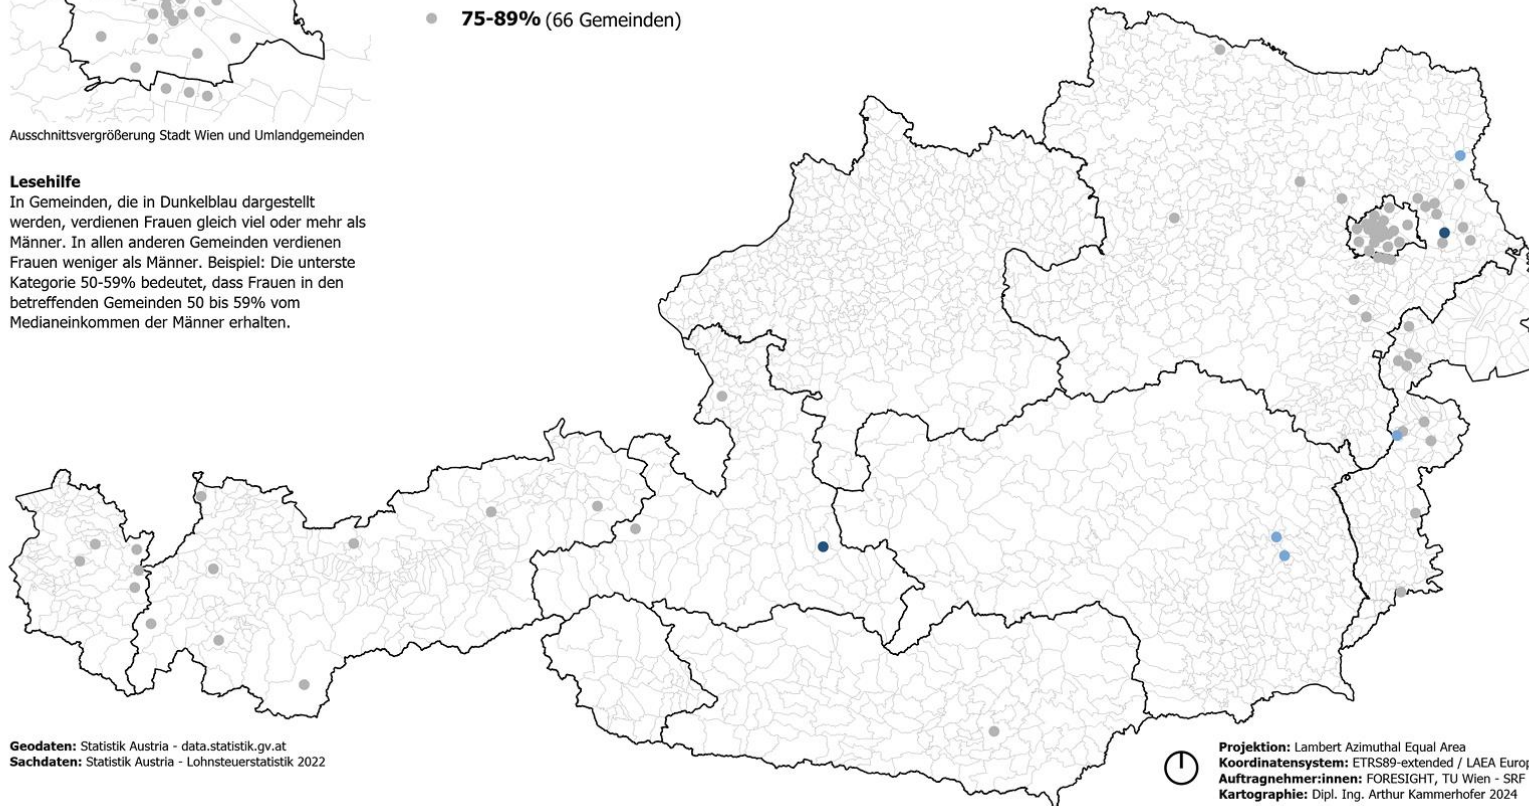 75-89% (66 Gemeinden)
Ausschnittsvergrößerung Stadt Wien und Umlandgemeinden
Lesehilfe
In Gemeinden, die in Dunkelblau dargestellt
werden, verdienen Frauen gleich viel oder mehr als
Männer. In allen anderen Gemeinden verdienen
Frauen weniger als Männer. Beispiel: Die unterste
Kategorie 50-59% bedeutet, dass Frauen in den
betreffenden Gemeinden 50 bis 59% vom
Medianeinkommen der Männer erhalten.
Geodaten: Statistik Austria - data.statistik.gv.at
Sachdaten: Statistik Austria - Lohnsteuerstatistik 2022
Projektion: Lambert Azimuthal Equal Area
Koordinatensystem: ETRS89-extended / LAEA Europ
Auftragnehmer:innen: FORESIGHT, TU Wien - SRF
Kartographie: Dipl. Ing. Arthur Kammerhofer 2024